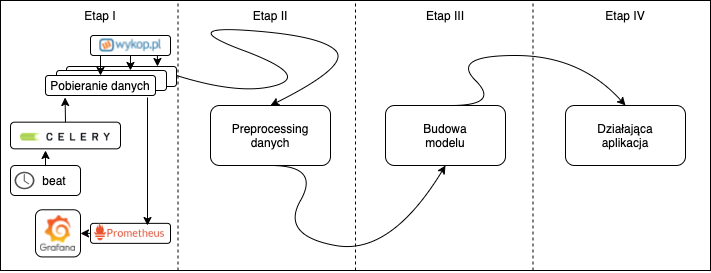 Etap I
Etap II
Etap III
Etap IV
wykop.pl
Pobieranie danych
CELERY
beat
Grafana
Prometheus
Preprocessing
danych
Budowa
modelu
Działająca
aplikacja